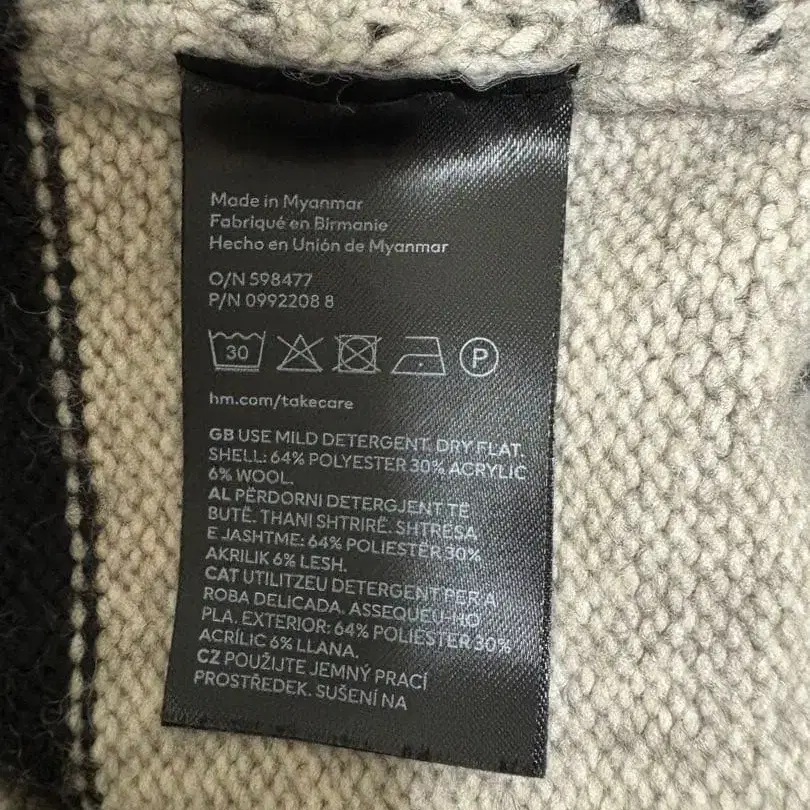 Made in Myanmar
Fabriqué en Birmanie
Hecho en Unión de Myanmar
O/N 598477
P/N 0992208 8
30 P
hm.com/takecare
GB USE MILD DETERGENT. DRY FLAT.
SHELL: 64% POLYESTER 30% ACRYLIC
6% WOOL.
AL PËRDORNI DETERGJENT TË
BUTË. THANI SHTRIRË. SHTRESA
E JASHTME: 64% POLIESTËR 30%
AKRILIK 6% LESH.
CAT UTILITZEU DETERGENT PER A
ROBA DELICADA. ASSEQUEU-HO
PLA. EXTERIOR: 64% POLIÈSTER 30%
ACRÍLIC 6% LLANA.
CZ POUŽIJTE JEMNÝ PRACÍ
PROSTŘEDEK. SUŠENÍ NA